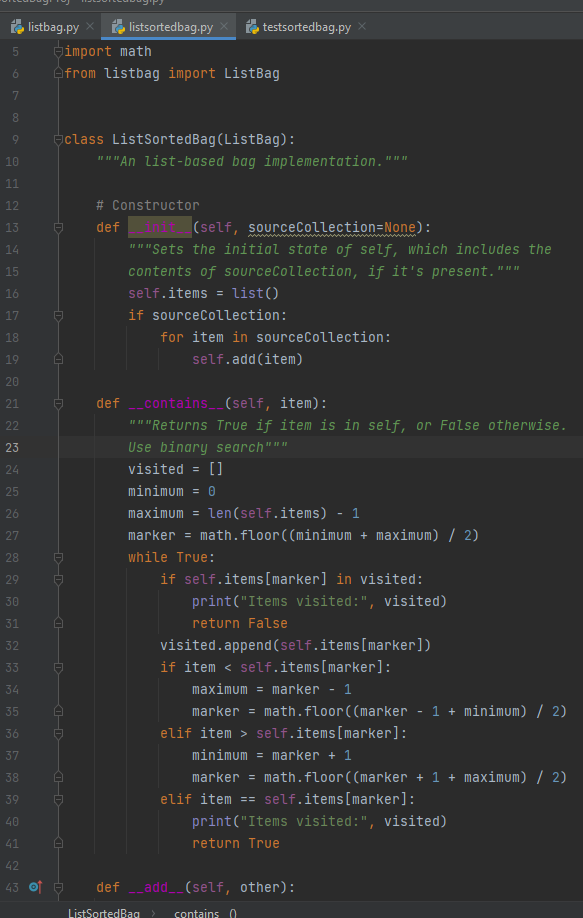 sortedBagProj > listsortedbag.py
listbag.py × listsortedbag.py × testsortedbag.py ×
5 import math
6 from listbag import ListBag
7
8
9 class ListSortedBag(ListBag):
10 """An list-based bag implementation."""
11
12 # Constructor
13 def __init__(self, sourceCollection=None):
14 """Sets the initial state of self, which includes the
15 contents of sourceCollection, if it's present."""
16 self.items = list()
17 if sourceCollection:
18 for item in sourceCollection:
19 self.add(item)
20
21 def __contains__(self, item):
22 """Returns True if item is in self, or False otherwise.
23 Use binary search"""
24 visited = []
25 minimum = 0
26 maximum = len(self.items) - 1
27 marker = math.floor((minimum + maximum) / 2)
28 while True:
29 if self.items[marker] in visited:
30 print("Items visited:", visited)
31 return False
32 visited.append(self.items[marker])
33 if item < self.items[marker]:
34 maximum = marker - 1
35 marker = math.floor((marker - 1 + minimum) / 2)
36 elif item > self.items[marker]:
37 minimum = marker + 1
38 marker = math.floor((marker + 1 + maximum) / 2)
39 elif item == self.items[marker]:
40 print("Items visited:", visited)
41 return True
42
43 def __add__(self, other):
ListSortedBag > __contains__()